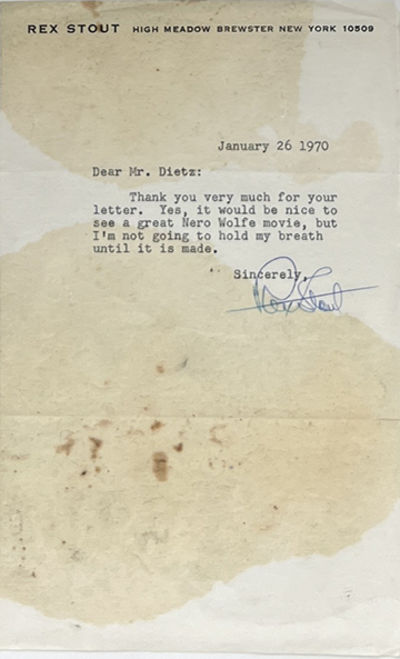 REX STOUT HIGH MEADOW BREWSTER NEW YORK 10509
January 26 1970
Dear Mr. Dietz:
Thank you very much for your
letter. Yes, it would be nice to
see a great Nero Wolfe movie, but
I'm not going to hold my breath
until it is made.
Sincerely,
Rex Stout